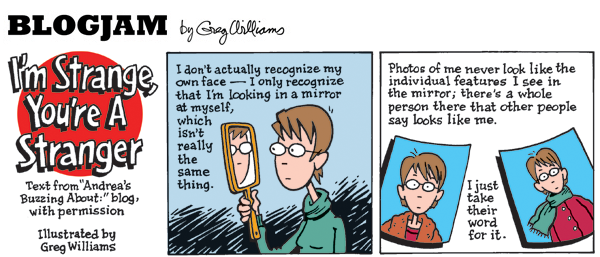 BLOGJAM by Greg Williams
I'm Strange,
You're A
Stranger
Text from "Andrea's
Buzzing About:" blog,
with permission
Illustrated by
Greg Williams
I don't actually recognize my
own face — I only recognize
that I'm looking in a mirror
at myself,
which
isn't
really
the
same
thing.
Photos of me never look like the
individual features I see in
the mirror; there's a whole
person there that other people
say looks like me.
I just
take
their
word
for it.